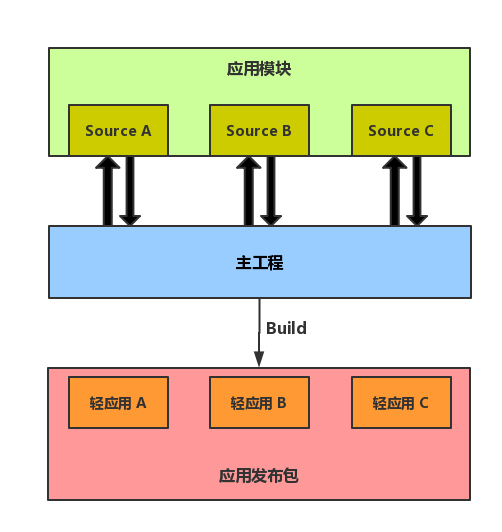 应用模块
Source A
Source B
Source C
主工程
Build
轻应用 A
轻应用 B
轻应用 C
应用发布包